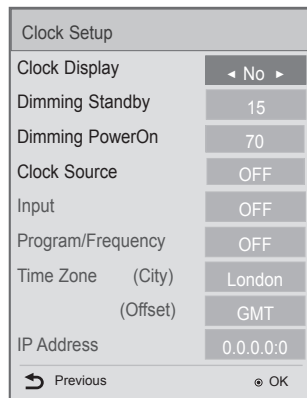 Clock Setup
Clock Display ◄ No ►
Dimming Standby 15
Dimming PowerOn 70
Clock Source OFF
Input OFF
Program/Frequency OFF
Time Zone (City) London
(Offset) GMT
IP Address 0.0.0.0:0
Previous OK